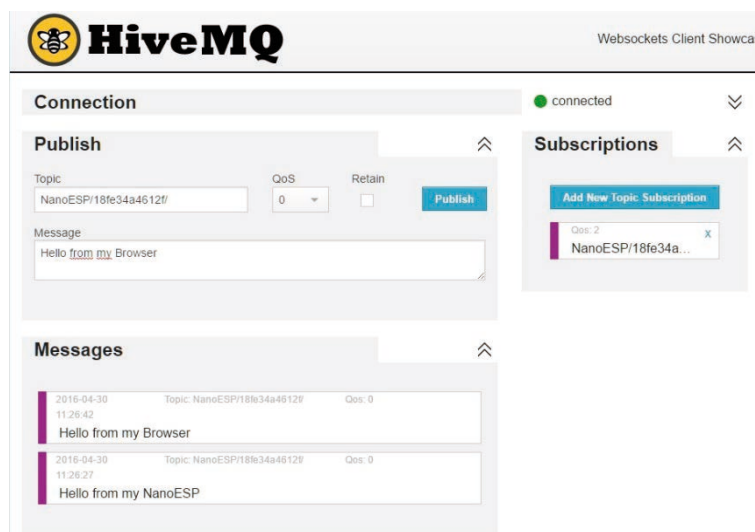 HiveMQ
Websockets Client Showca
Connection
connected
Publish
Subscriptions
Topic
QoS
Retain
NanoESP/18fe34a4612f/
0
Publish
Add New Topic Subscription
Message
Hello from my Browser
Qos: 2
x
NanoESP/18fe34a...
Messages
2016-04-30 Topic: NanoESP/18fe34a4612f/ Qos: 0
11:26:42
Hello from my Browser
2016-04-30 Topic: NanoESP/18fe34a4612f/ Qos: 0
11:26:27
Hello from my NanoESP